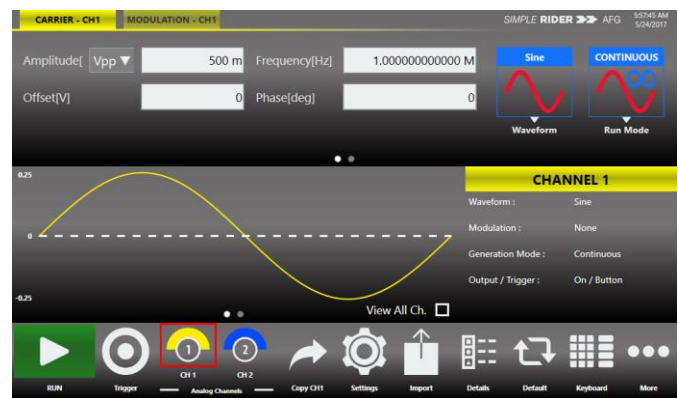 CARRIER - CH1
MODULATION - CH1
SIMPLE RIDER AFG
5:57:45 AM
5/24/2017
Amplitude[ Vpp ▼ 500 m
Frequency[Hz] 1.000000000000 M
Sine
CONTINUOUS
Offset[V] 0
Phase[deg] 0
Waveform
Run Mode
0.25
0
-0.25
View All Ch.
CHANNEL 1
Waveform : Sine
Modulation : None
Generation Mode : Continuous
Output / Trigger : On / Button
1
2
CH 1
CH 2
RUN
Trigger
Analog Channels
Copy CH1
Settings
Import
Details
Default
Keyboard
More